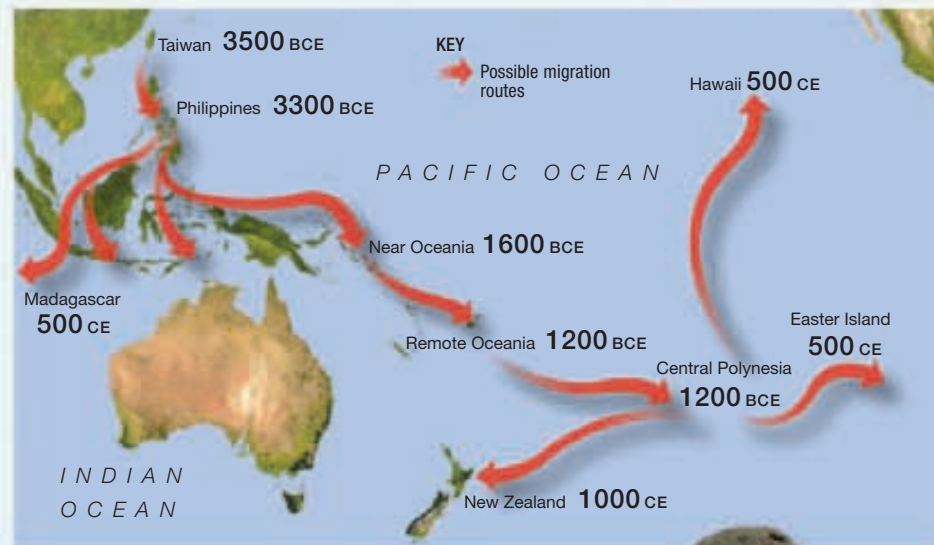 Taiwan 3500 BCE
KEY
Possible migration
routes
Philippines 3300 BCE
Hawaii 500 CE
PACIFIC OCEAN
Near Oceania 1600 BCE
Madagascar
500 CE
Remote Oceania 1200 BCE
Easter Island
500 CE
Central Polynesia
1200 BCE
INDIAN
OCEAN
New Zealand 1000 CE